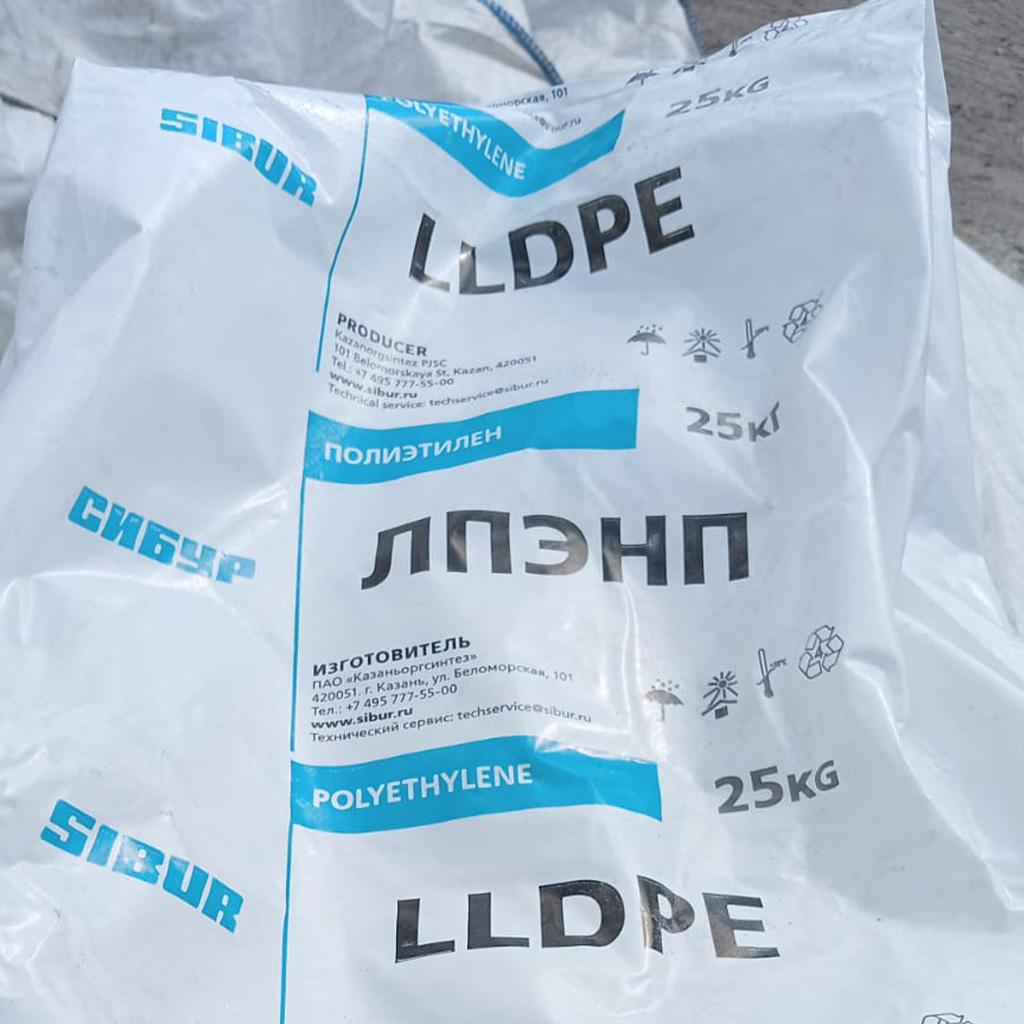 SIBUR
POLYETHYLENE
25KG
LLDPE
PRODUCER
Kazanorgsintez PJSC
101 Belomorskaya St, Kazan, 420051
Tel.: +7 495 777-55-00
www.sibur.ru
Technical service: techservice@sibur.ru
СИБУР
ПОЛИЭТИЛЕН
25КГ
ЛПЭНП
ИЗГОТОВИТЕЛЬ
ПАО «Казаньоргсинтез»
420051. г. Казань, ул. Беломорская, 101
Тел.: +7 495 777-55-00
www.sibur.ru
Технический сервис: techservice@sibur.ru
SIBUR
POLYETHYLENE
25KG
LLDPE